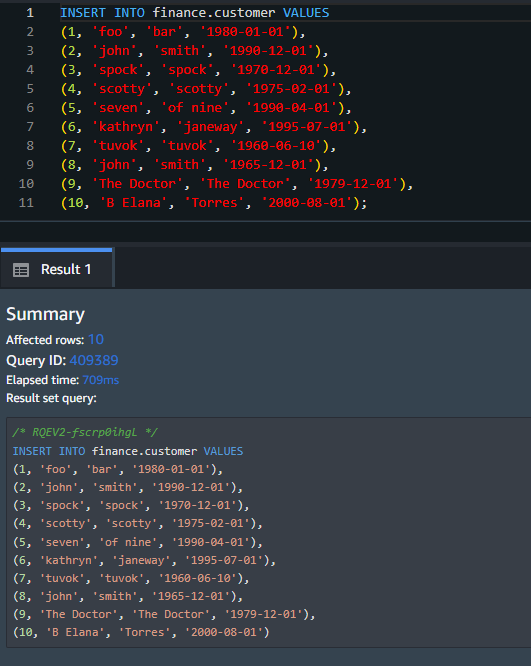 1 INSERT INTO finance.customer VALUES
2 (1, 'foo', 'bar', '1980-01-01'),
3 (2, 'john', 'smith', '1990-12-01'),
4 (3, 'spock', 'spock', '1970-12-01'),
5 (4, 'scotty', 'scotty', '1975-02-01'),
6 (5, 'seven', 'of nine', '1990-04-01'),
7 (6, 'kathryn', 'janeway', '1995-07-01'),
8 (7, 'tuvok', 'tuvok', '1960-06-10'),
9 (8, 'john', 'smith', '1965-12-01'),
10 (9, 'The Doctor', 'The Doctor', '1979-12-01'),
11 (10, 'B Elana', 'Torres', '2000-08-01');
Result 1
Summary
Affected rows: 10
Query ID: 409389
Elapsed time: 709ms
Result set query:
/* RQEV2-fscrp0ihgL */
INSERT INTO finance.customer VALUES
(1, 'foo', 'bar', '1980-01-01'),
(2, 'john', 'smith', '1990-12-01'),
(3, 'spock', 'spock', '1970-12-01'),
(4, 'scotty', 'scotty', '1975-02-01'),
(5, 'seven', 'of nine', '1990-04-01'),
(6, 'kathryn', 'janeway', '1995-07-01'),
(7, 'tuvok', 'tuvok', '1960-06-10'),
(8, 'john', 'smith', '1965-12-01'),
(9, 'The Doctor', 'The Doctor', '1979-12-01'),
(10, 'B Elana', 'Torres', '2000-08-01')